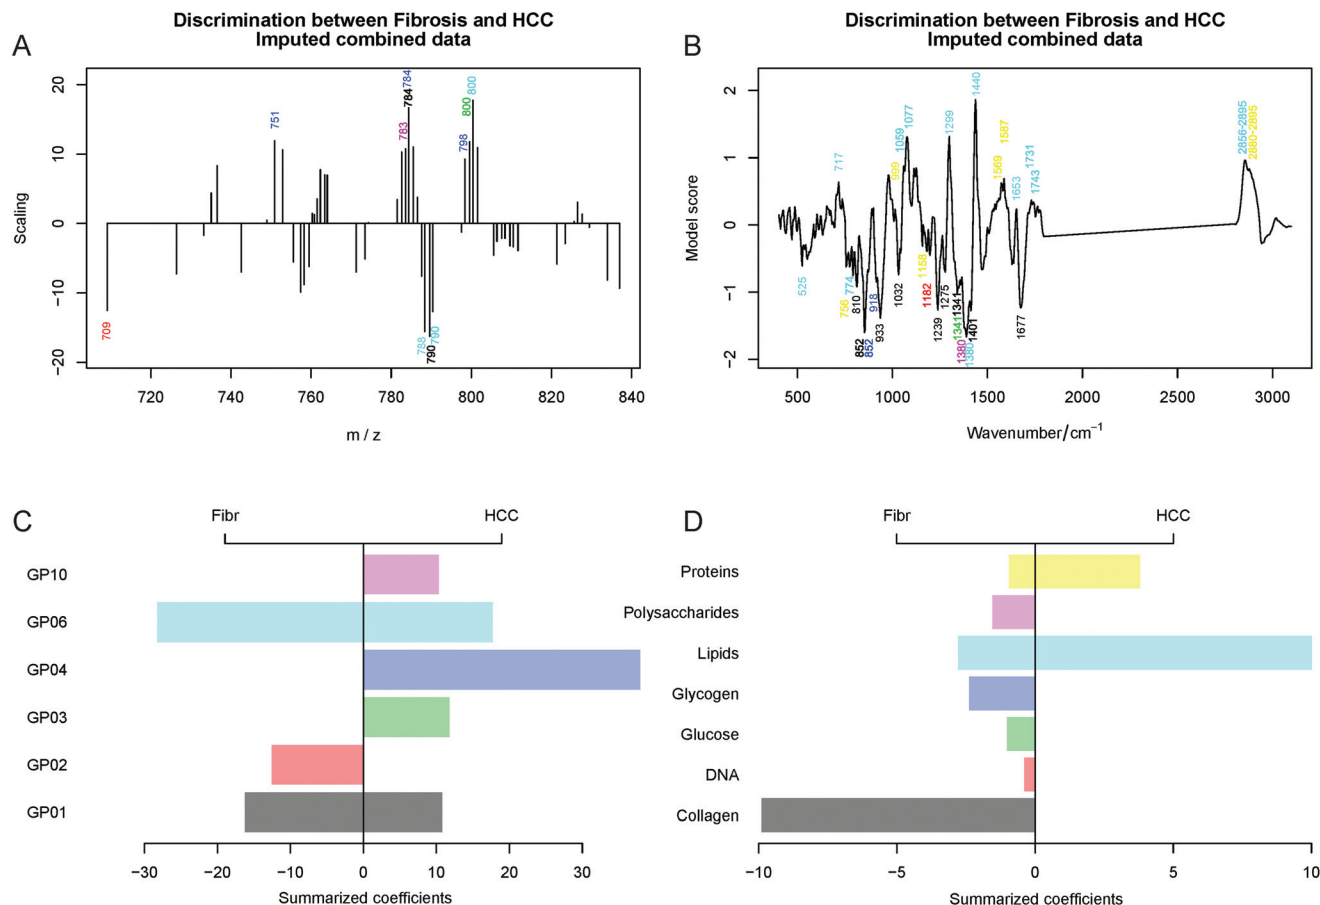 A
Discrimination between Fibrosis and HCC
Imputed combined data
Scaling
20
10
0
−10
−20
709
751
783
784
784
788
790
790
798
800
800
720
740
760
780
800
820
840
m / z
B
Discrimination between Fibrosis and HCC
Imputed combined data
Model score
2
1
0
−1
−2
525
717
756
774
810
852
852
918
933
999
1032
1059
1077
1158
1182
1239
1275
1299
1341
1341
1380
1380
1401
1440
1569
1587
1653
1677
1731
1743
2856-2895
2880-2895
500
1000
1500
2000
2500
3000
Wavenumber/cm−1
C
Fibr
HCC
GP10
GP06
GP04
GP03
GP02
GP01
−30
−20
−10
0
10
20
30
Summarized coefficients
D
Fibr
HCC
Proteins
Polysaccharides
Lipids
Glycogen
Glucose
DNA
Collagen
−10
−5
0
5
10
Summarized coefficients